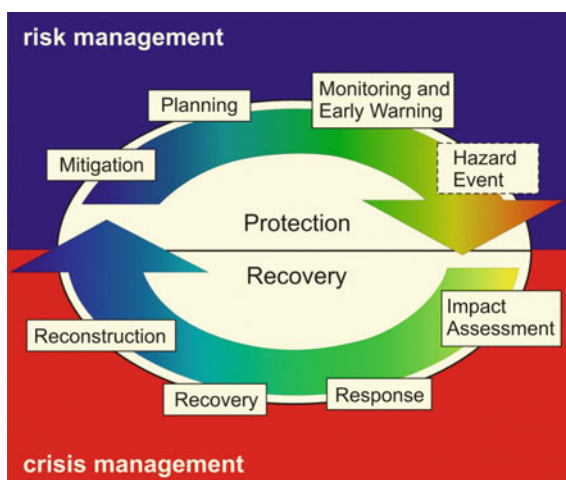 risk management
Planning
Monitoring and
Early Warning
Mitigation
Hazard
Event
Protection
Recovery
Impact
Assessment
Reconstruction
Recovery
Response
crisis management